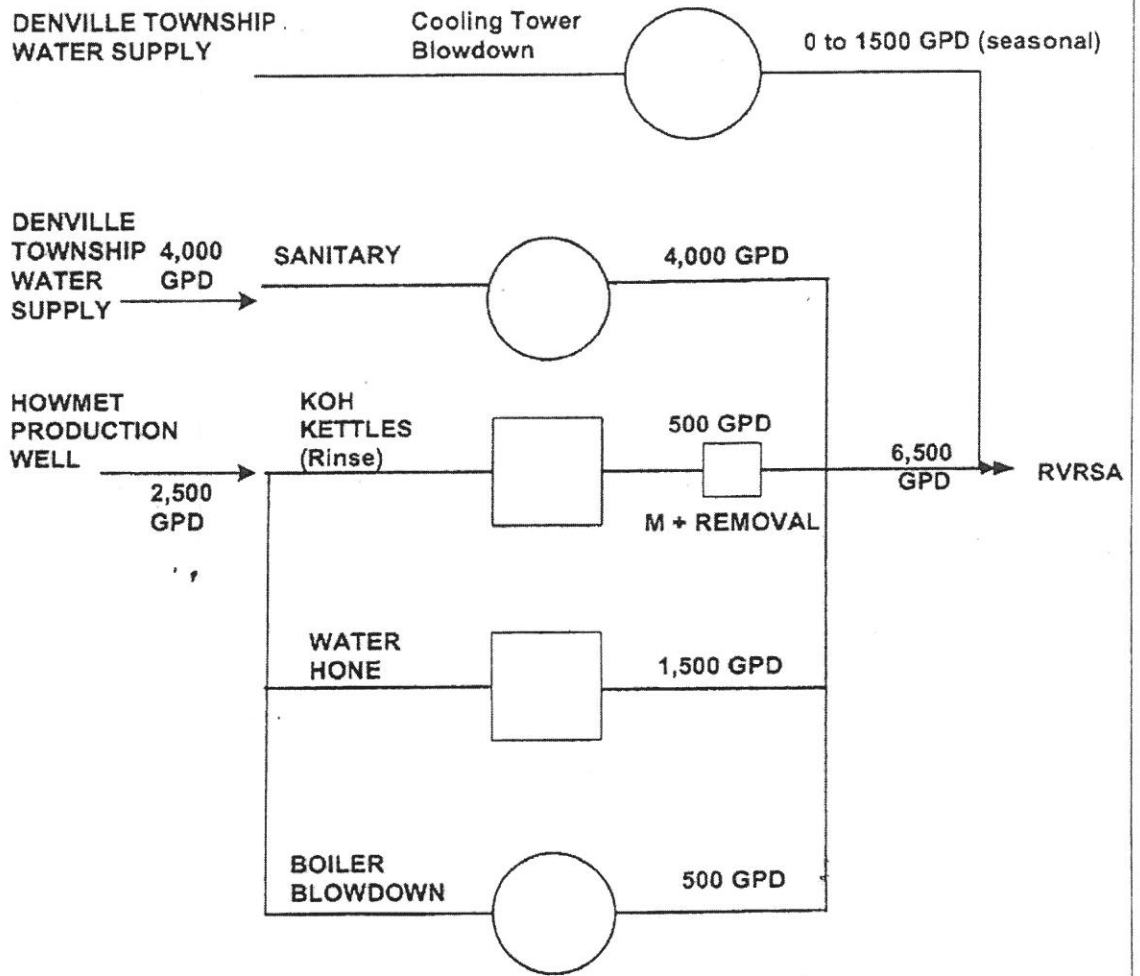 DENVILLE TOWNSHIP
WATER SUPPLY
Cooling Tower
Blowdown
0 to 1500 GPD (seasonal)
DENVILLE
TOWNSHIP
WATER
SUPPLY
4,000
GPD
SANITARY
4,000 GPD
HOWMET
PRODUCTION
WELL
2,500
GPD
KOH
KETTLES
(Rinse)
500 GPD
M + REMOVAL
6,500
GPD
RVRSA
WATER
HONE
1,500 GPD
BOILER
BLOWDOWN
500 GPD